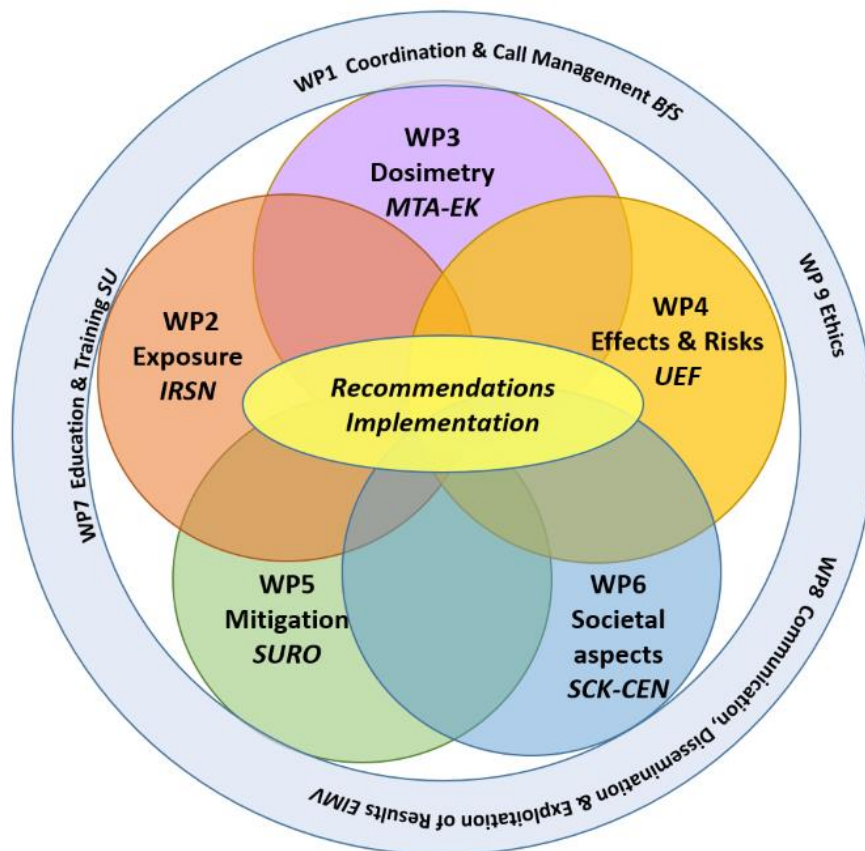 WP1 Coordination & Call Management BfS
WP3
Dosimetry
MTA-EK
WP2
Exposure
IRSN
WP4
Effects & Risks
UEF
Recommendations
Implementation
WP5
Mitigation
SURO
WP6
Societal
aspects
SCK-CEN
WP7 Education & Training SU
WP 9 Ethics
WP8 Communication, Dissemination & Exploitation of Results EIMV